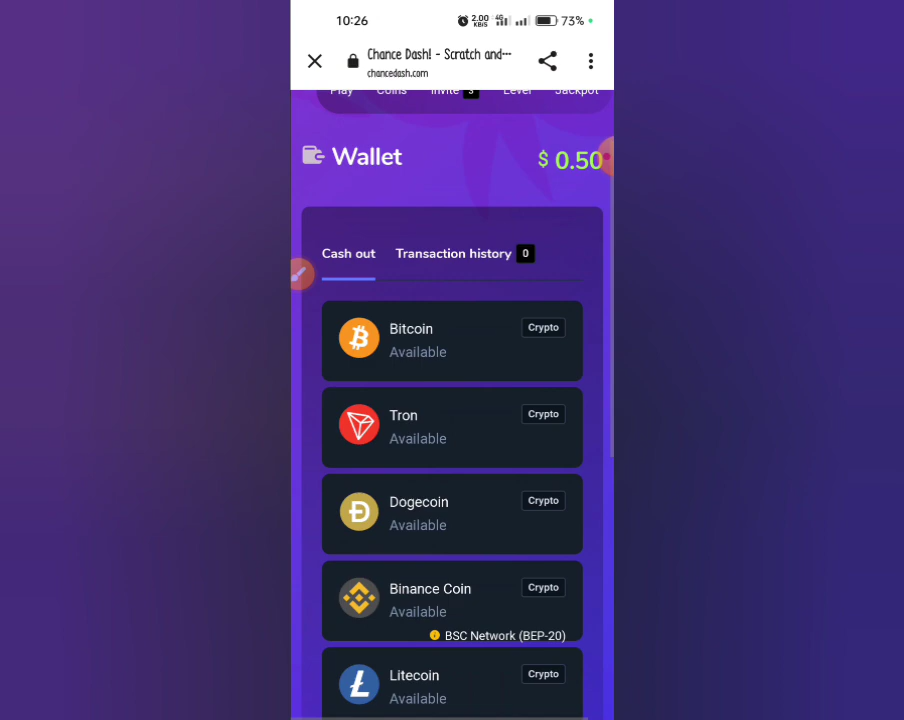 10:26
2.00 KB/S 4G 73%
Chance Dash! - Scratch and-···
chancedash.com
Play Coins Invite 3 Level Jackpot
Wallet
$ 0.50
Cash out Transaction history 0
Bitcoin Crypto
Available
Tron Crypto
Available
Dogecoin Crypto
Available
Binance Coin Crypto
Available
BSC Network (BEP-20)
Litecoin Crypto
Available